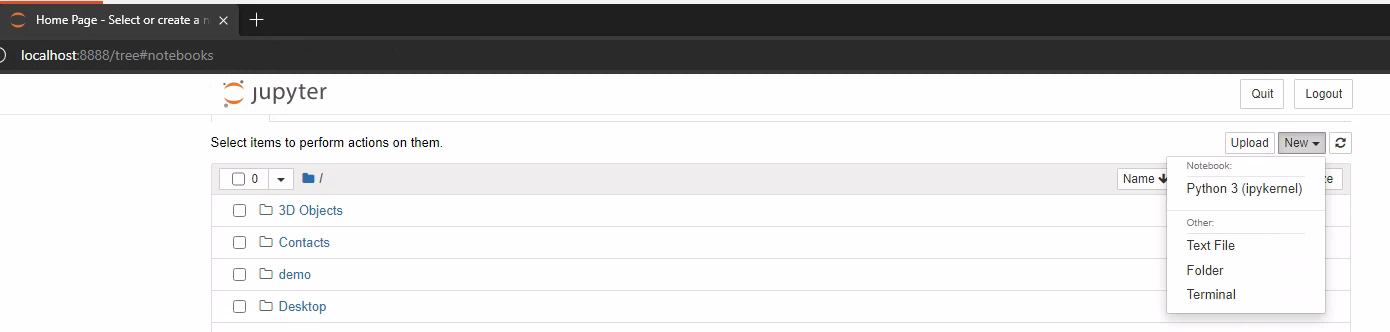 Home Page - Select or create a n
localhost:8888/tree#notebooks
jupyter
Quit
Logout
Select items to perform actions on them.
Upload
New
0
/
Name
Notebook:
Python 3 (ipykernel)
3D Objects
Other:
Contacts
Text File
demo
Folder
Desktop
Terminal